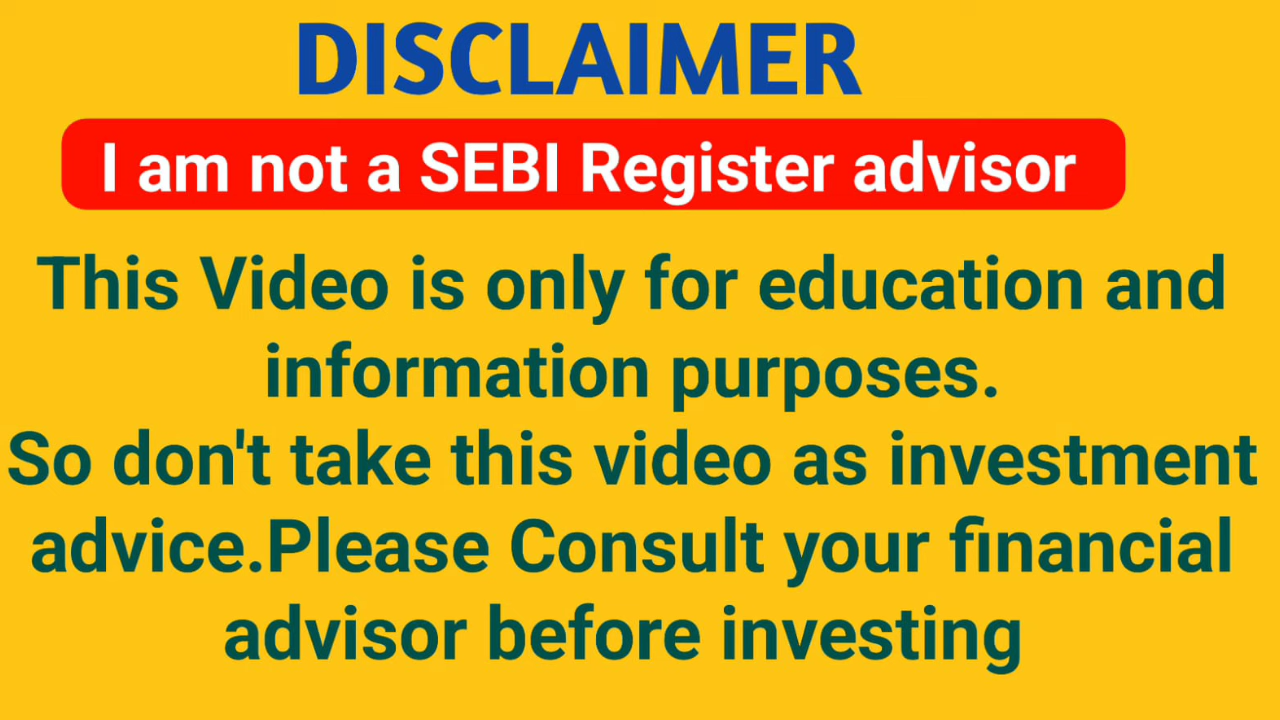 DISCLAIMER
I am not a SEBI Register advisor
This Video is only for education and
information purposes.
So don't take this video as investment
advice.Please Consult your financial
advisor before investing